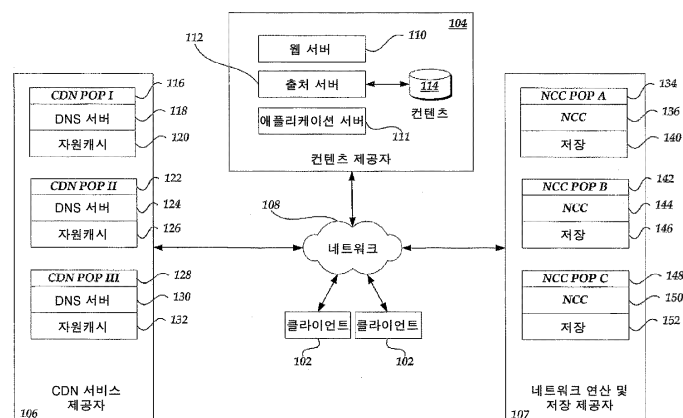 104
웹 서버
110
112
출처 서버
114
컨텐츠
애플리케이션 서버
111
컨텐츠 제공자
CDN POP I
116
DNS 서버
118
자원캐시
120
CDN POP II
122
DNS 서버
124
자원캐시
126
CDN POP III
128
DNS 서버
130
자원캐시
132
CDN 서비스
제공자
106
108
네트워크
클라이언트
클라이언트
102
102
NCC POP A
134
NCC
136
저장
140
NCC POP B
142
NCC
144
저장
146
NCC POP C
148
NCC
150
저장
152
네트워크 연산 및
저장 제공자
107